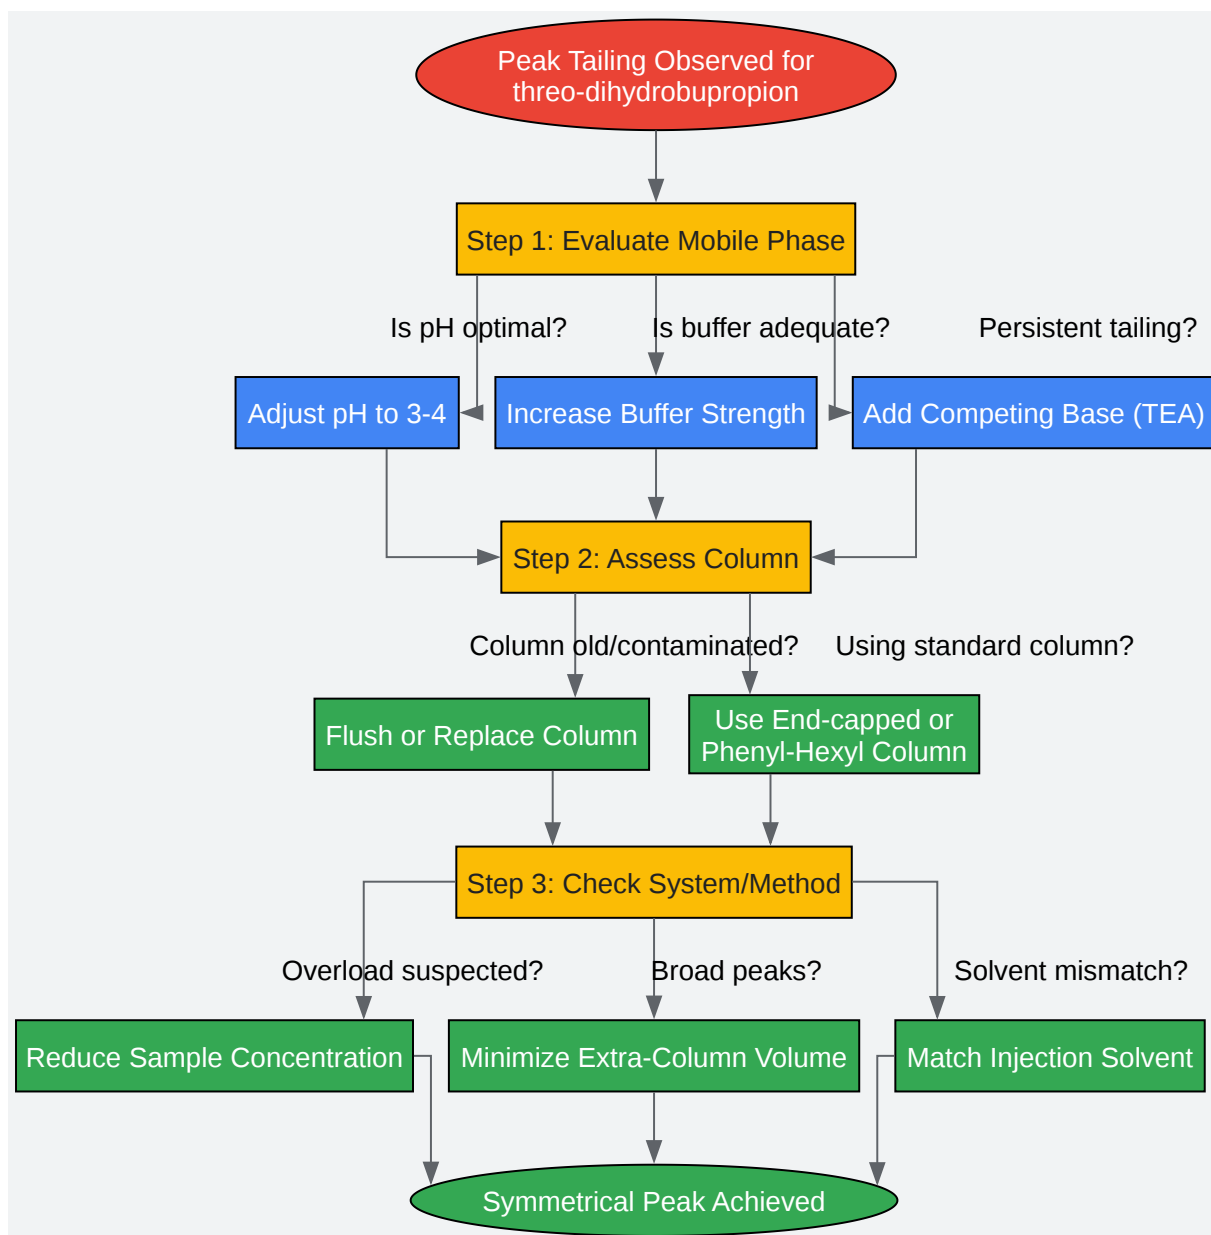 Peak Tailing Observed for
threo-dihydrobupropion
Step 1: Evaluate Mobile Phase
Is pH optimal?
Is buffer adequate?
Persistent tailing?
Adjust pH to 3-4
Increase Buffer Strength
Add Competing Base (TEA)
Step 2: Assess Column
Column old/contaminated?
Using standard column?
Flush or Replace Column
Use End-capped or
Phenyl-Hexyl Column
Step 3: Check System/Method
Overload suspected?
Broad peaks?
Solvent mismatch?
Reduce Sample Concentration
Minimize Extra-Column Volume
Match Injection Solvent
Symmetrical Peak Achieved